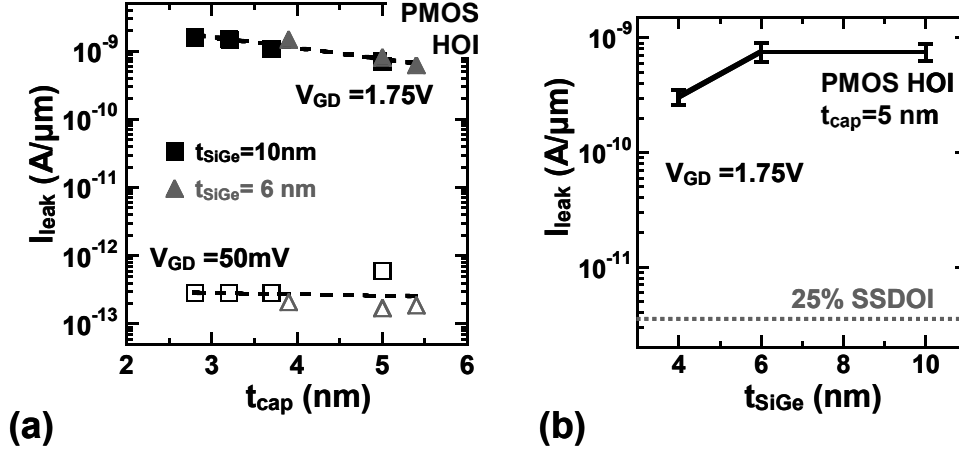 PMOS
HOI
V_GD =1.75V
t_SiGe=10nm
t_SiGe= 6 nm
V_GD =50mV
I_leak (A/μm)
10^-9
10^-10
10^-11
10^-12
10^-13
2 3 4 5 6
t_cap (nm)
(a)
PMOS HOI
t_cap=5 nm
V_GD =1.75V
25% SSDOI
I_leak (A/μm)
10^-9
10^-10
10^-11
4 6 8 10
t_SiGe (nm)
(b)